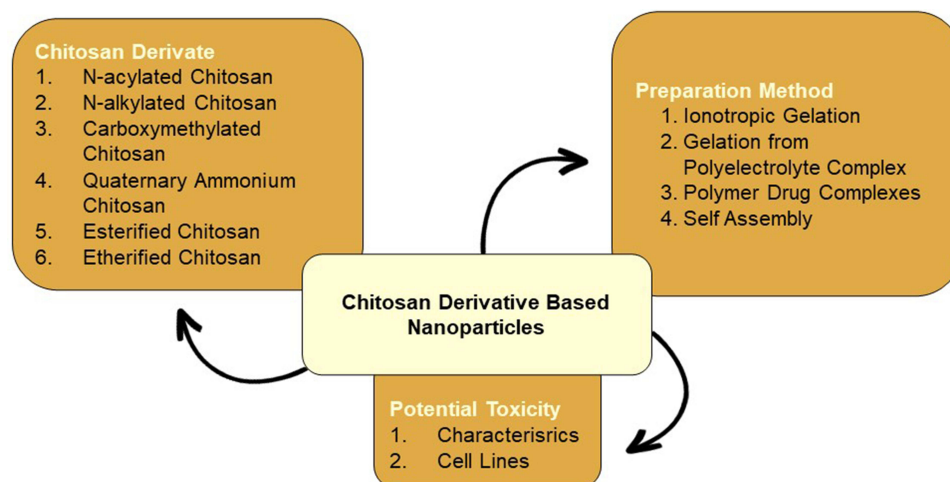 Chitosan Derivate
1. N-acylated Chitosan
2. N-alkylated Chitosan
3. Carboxymethylated
Chitosan
4. Quaternary Ammonium
Chitosan
5. Esterified Chitosan
6. Etherified Chitosan
Preparation Method
1. Ionotropic Gelation
2. Gelation from
Polyelectrolyte Complex
3. Polymer Drug Complexes
4. Self Assembly
Chitosan Derivative Based
Nanoparticles
Potential Toxicity
1. Characterisrics
2. Cell Lines